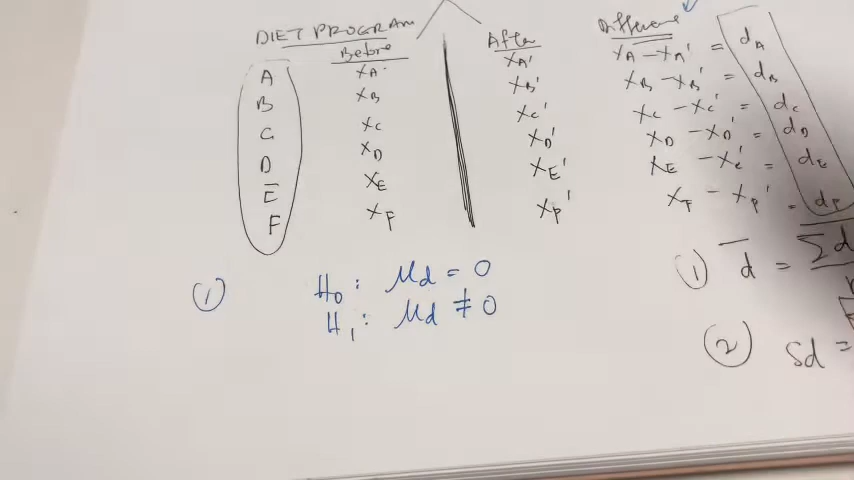 DIET PROGRAM
Before After Difference
A XA XA' XA - XA' = dA
B XB XB' XB - XB' = dB
C XC XC' XC - XC' = dC
D XD XD' XD - XD' = dD
E XE XE' XE - XE' = dE
F XF XF' XF - XF' = dF
① H0 : μd = 0
H1 : μd ≠ 0
① d̅ = Σd
② Sd =